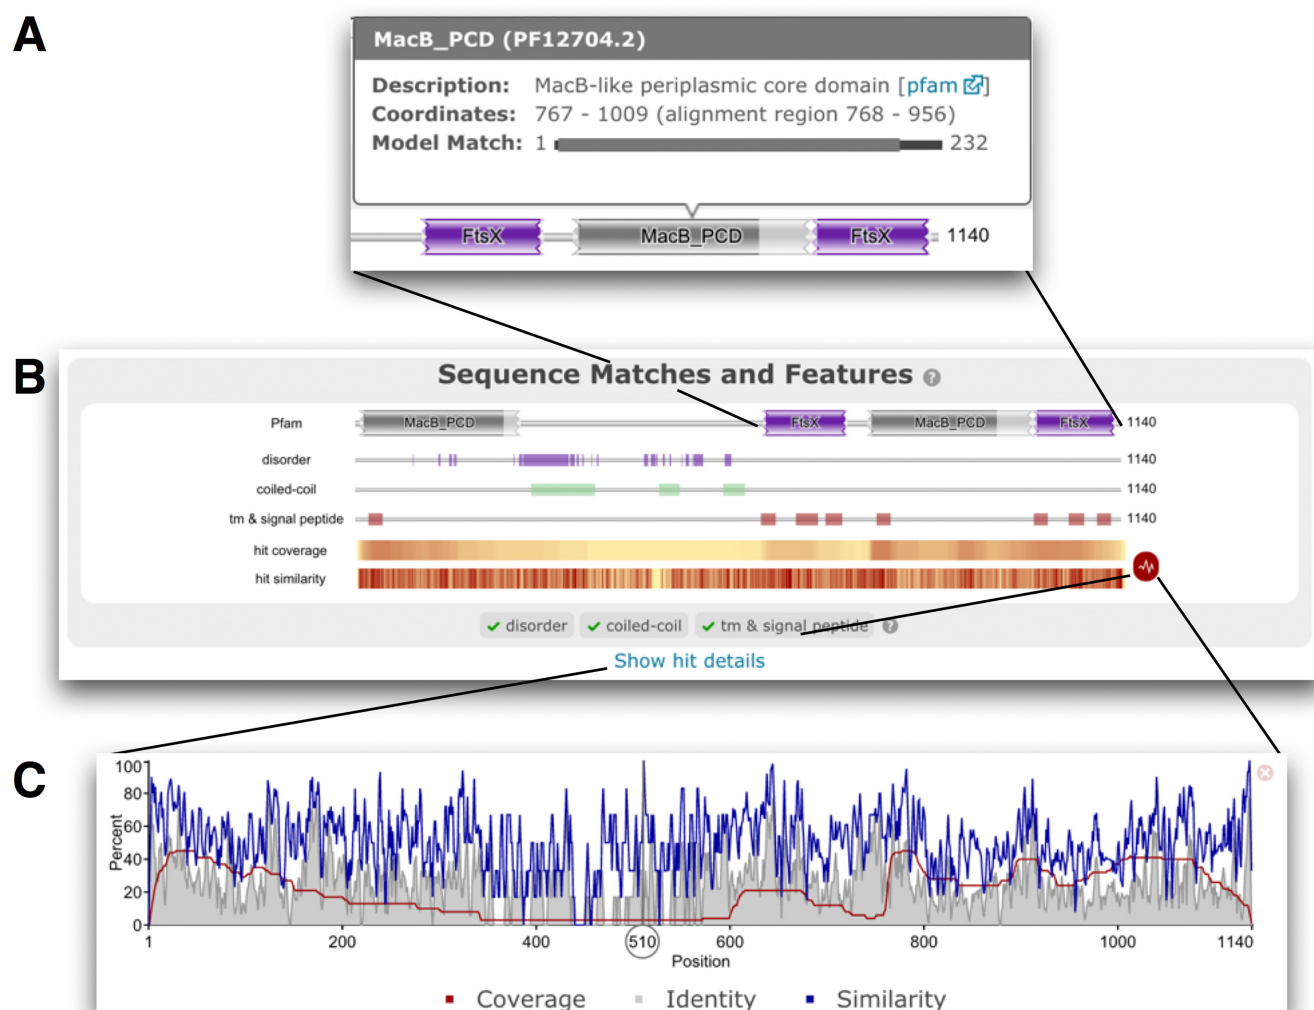 A
MacB_PCD (PF12704.2)
Description: MacB-like periplasmic core domain [pfam]
Coordinates: 767 - 1009 (alignment region 768 - 956)
Model Match: 1 232
FtsX MacB_PCD FtsX 1140
B
Sequence Matches and Features ?
Pfam MacB_PCD FtsX MacB_PCD FtsX 1140
disorder 1140
coiled-coil 1140
tm & signal peptide 1140
hit coverage
hit similarity
disorder coiled-coil tm & signal peptide ?
Show hit details
C
100
80
60
40
20
0
Percent
1 200 400 510 600 800 1000 1140
Position
Coverage Identity Similarity